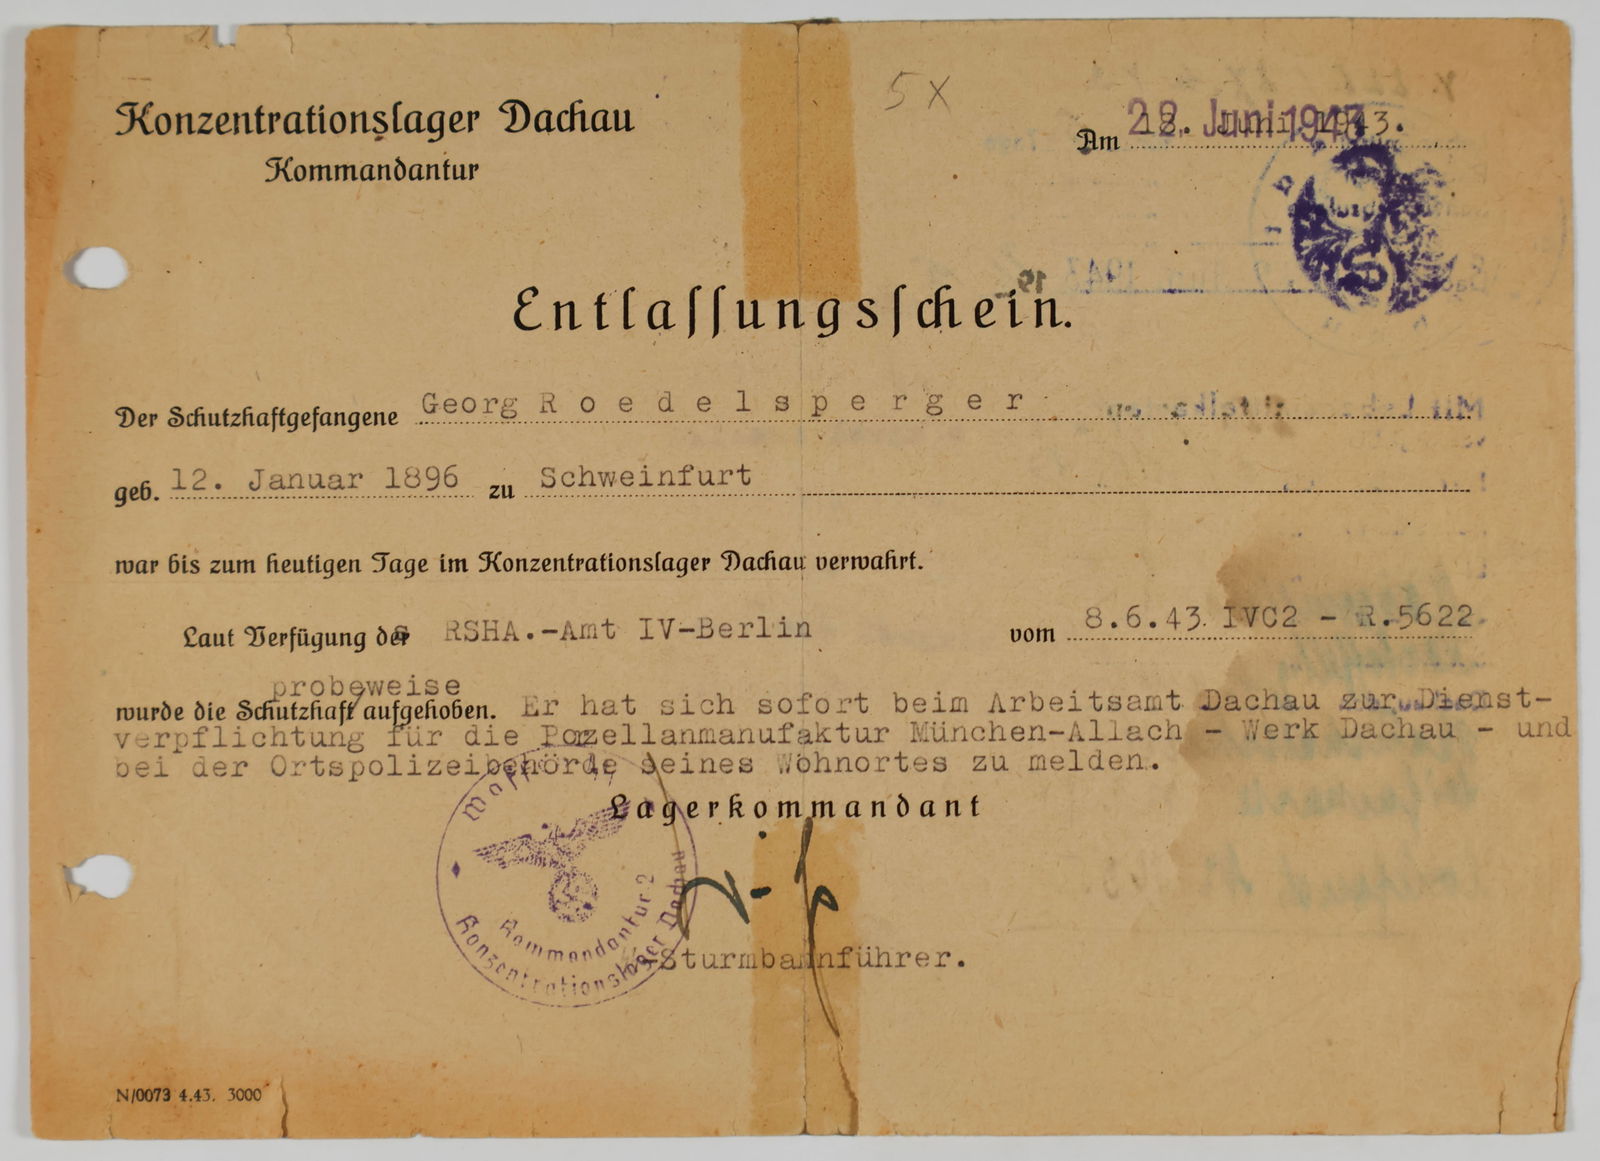 Konzentrationslager Dachau
Kommandantur
5 x
Am 22. Juni 1943
Entlassungsschein.
Der Schutzhaftgefangene Georg Roedelsperger
geb. 12. Januar 1896 zu Schweinfurt
war bis zum heutigen Tage im Konzentrationslager Dachau verwahrt.
Laut Verfügung des RSHA.-Amt IV-Berlin vom 8.6.43. IVC2 - R.5622
probeweise
wurde die Schutzhaft aufgehoben. Er hat sich sofort beim Arbeitsamt Dachau zur Dienst-
verpflichtung für die Pozellanmanufaktur München-Allach - Werk Dachau - und
bei der Ortspolizeibehörde seines Wohnortes zu melden.
Lagerkommandant
Kommandantur 2
Konzentrationslager Dachau
Sturmbannführer.
N/0073 4.43. 3000